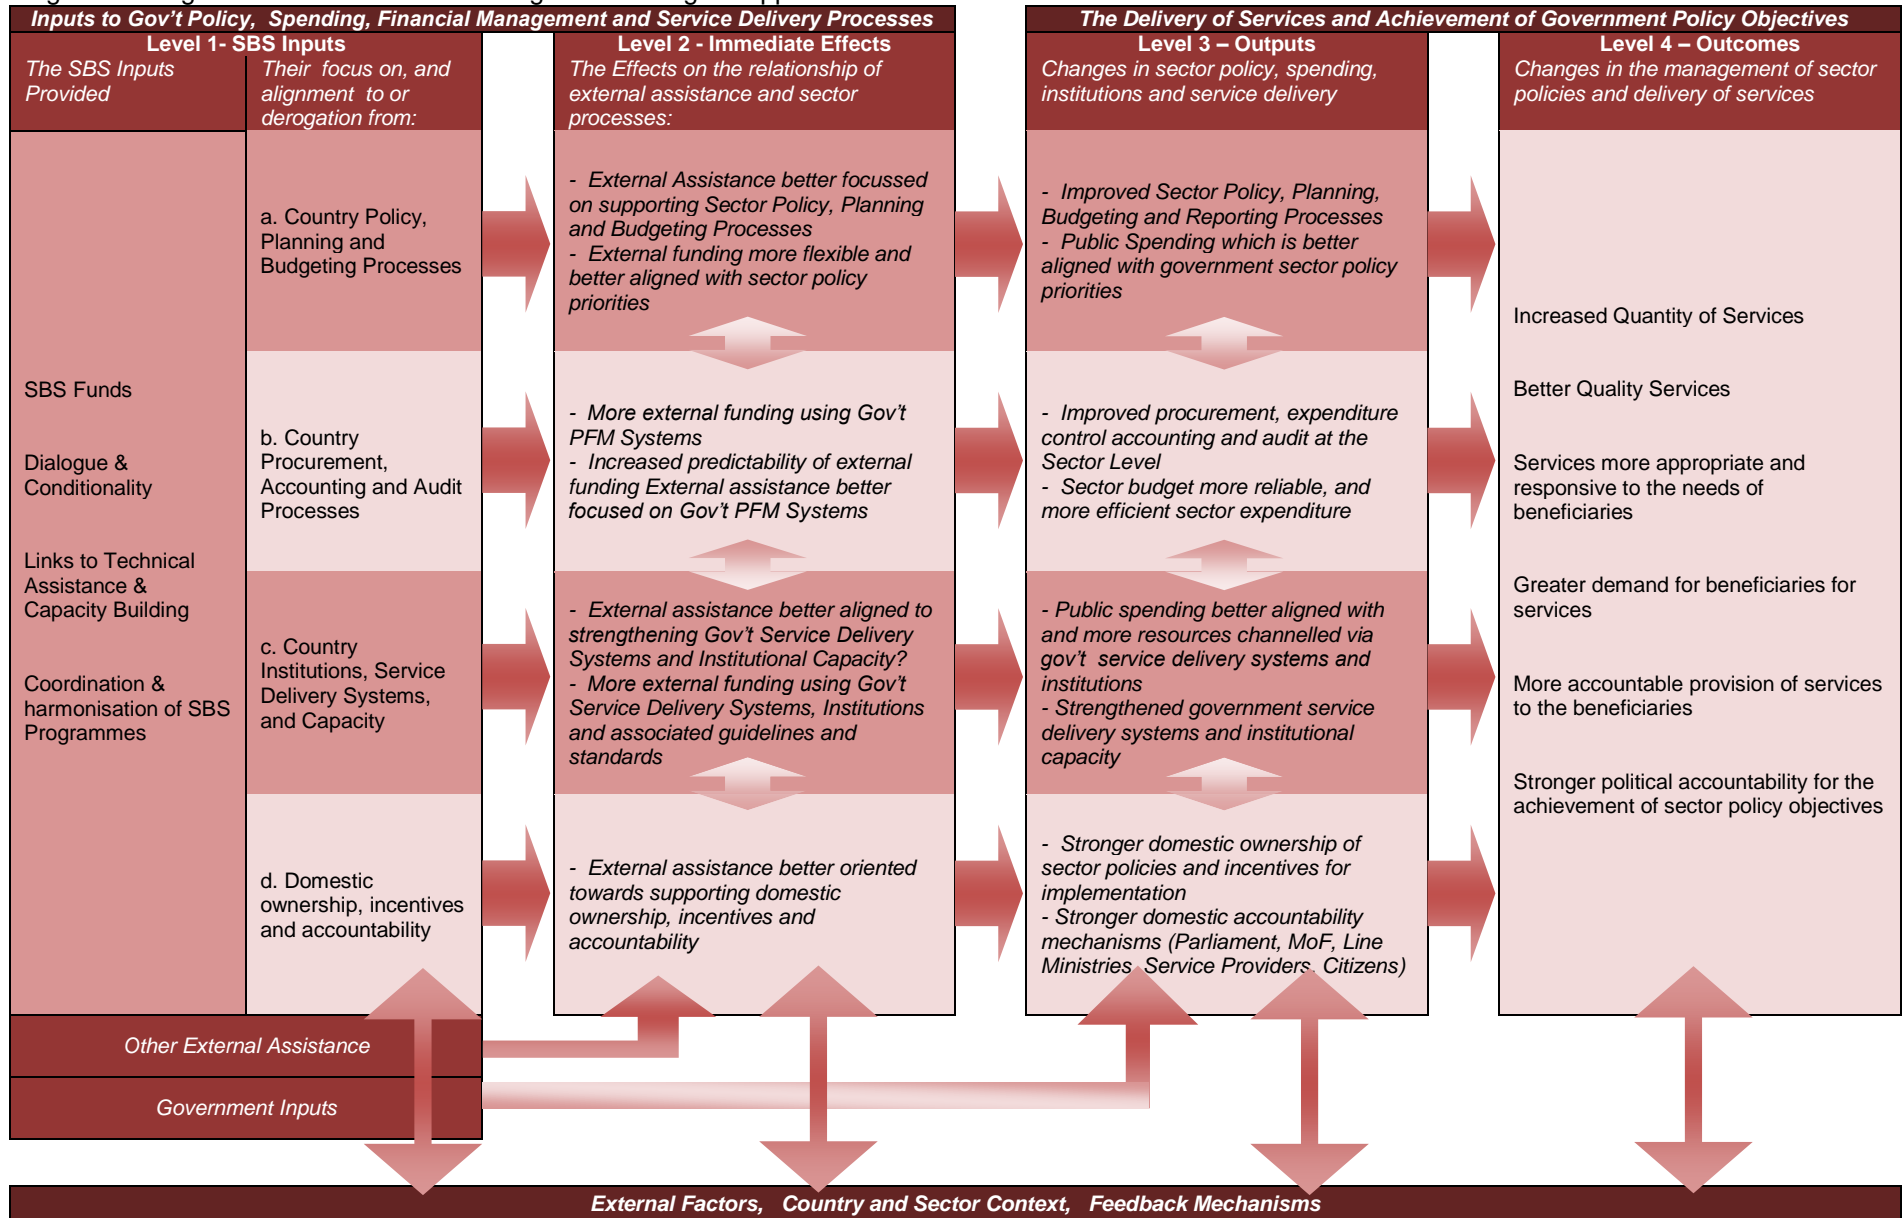 Inputs to Gov't Policy, Spending, Financial Management and Service Delivery Processes
The Delivery of Services and Achievement of Government Policy Objectives
Level 1- SBS Inputs
The SBS Inputs
Provided
Their focus on, and
alignment to or
derogation from:
Level 2 - Immediate Effects
The Effects on the relationship of
external assistance and sector
processes:
Level 3 – Outputs
Changes in sector policy, spending,
institutions and service delivery
Level 4 – Outcomes
Changes in the management of sector
policies and delivery of services
SBS Funds
Dialogue &
Conditionality
Links to Technical
Assistance &
Capacity Building
Coordination &
harmonisation of SBS
Programmes
a. Country Policy,
Planning and
Budgeting Processes
- External Assistance better focussed
on supporting Sector Policy, Planning
and Budgeting Processes
- External funding more flexible and
better aligned with sector policy
priorities
- Improved Sector Policy, Planning,
Budgeting and Reporting Processes
- Public Spending which is better
aligned with government sector policy
priorities
b. Country
Procurement,
Accounting and Audit
Processes
- More external funding using Gov't
PFM Systems
- Increased predictability of external
funding External assistance better
focused on Gov't PFM Systems
- Improved procurement, expenditure
control accounting and audit at the
Sector Level
- Sector budget more reliable, and
more efficient sector expenditure
c. Country
Institutions, Service
Delivery Systems,
and Capacity
- External assistance better aligned to
strengthening Gov't Service Delivery
Systems and Institutional Capacity?
- More external funding using Gov't
Service Delivery Systems, Institutions
and associated guidelines and
standards
- Public spending better aligned with
and more resources channelled via
gov't service delivery systems and
institutions
- Strengthened government service
delivery systems and institutional
capacity
d. Domestic
ownership, incentives
and accountability
- External assistance better oriented
towards supporting domestic
ownership, incentives and
accountability
- Stronger domestic ownership of
sector policies and incentives for
implementation
- Stronger domestic accountability
mechanisms (Parliament, MoF, Line
Ministries, Service Providers, Citizens)
Increased Quantity of Services
Better Quality Services
Services more appropriate and
responsive to the needs of
beneficiaries
Greater demand for beneficiaries for
services
More accountable provision of services
to the beneficiaries
Stronger political accountability for the
achievement of sector policy objectives
Other External Assistance
Government Inputs
External Factors, Country and Sector Context, Feedback Mechanisms